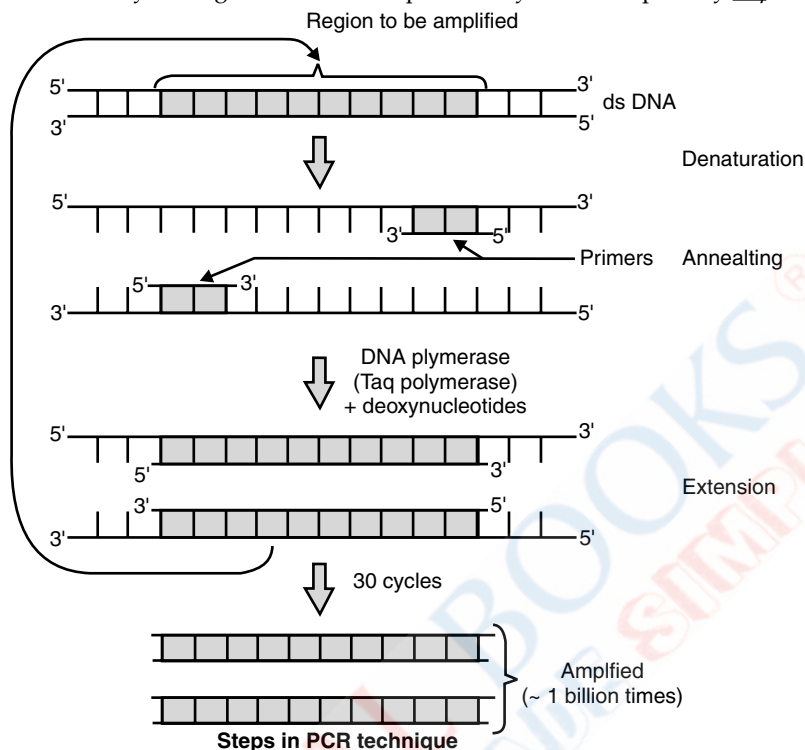 Region to be amplified
5' 3'
ds DNA
3' 5'
Denaturation
5' 3'
3' 5'
Primers Annealting
5' 3'
3' 5'
DNA plymerase
(Taq polymerase)
+ deoxynucleotides
5' 3'
5' 3'
Extension
3' 5'
3' 5'
30 cycles
Amplfied
(~ 1 billion times)
Steps in PCR technique
BOOKS
SIMP